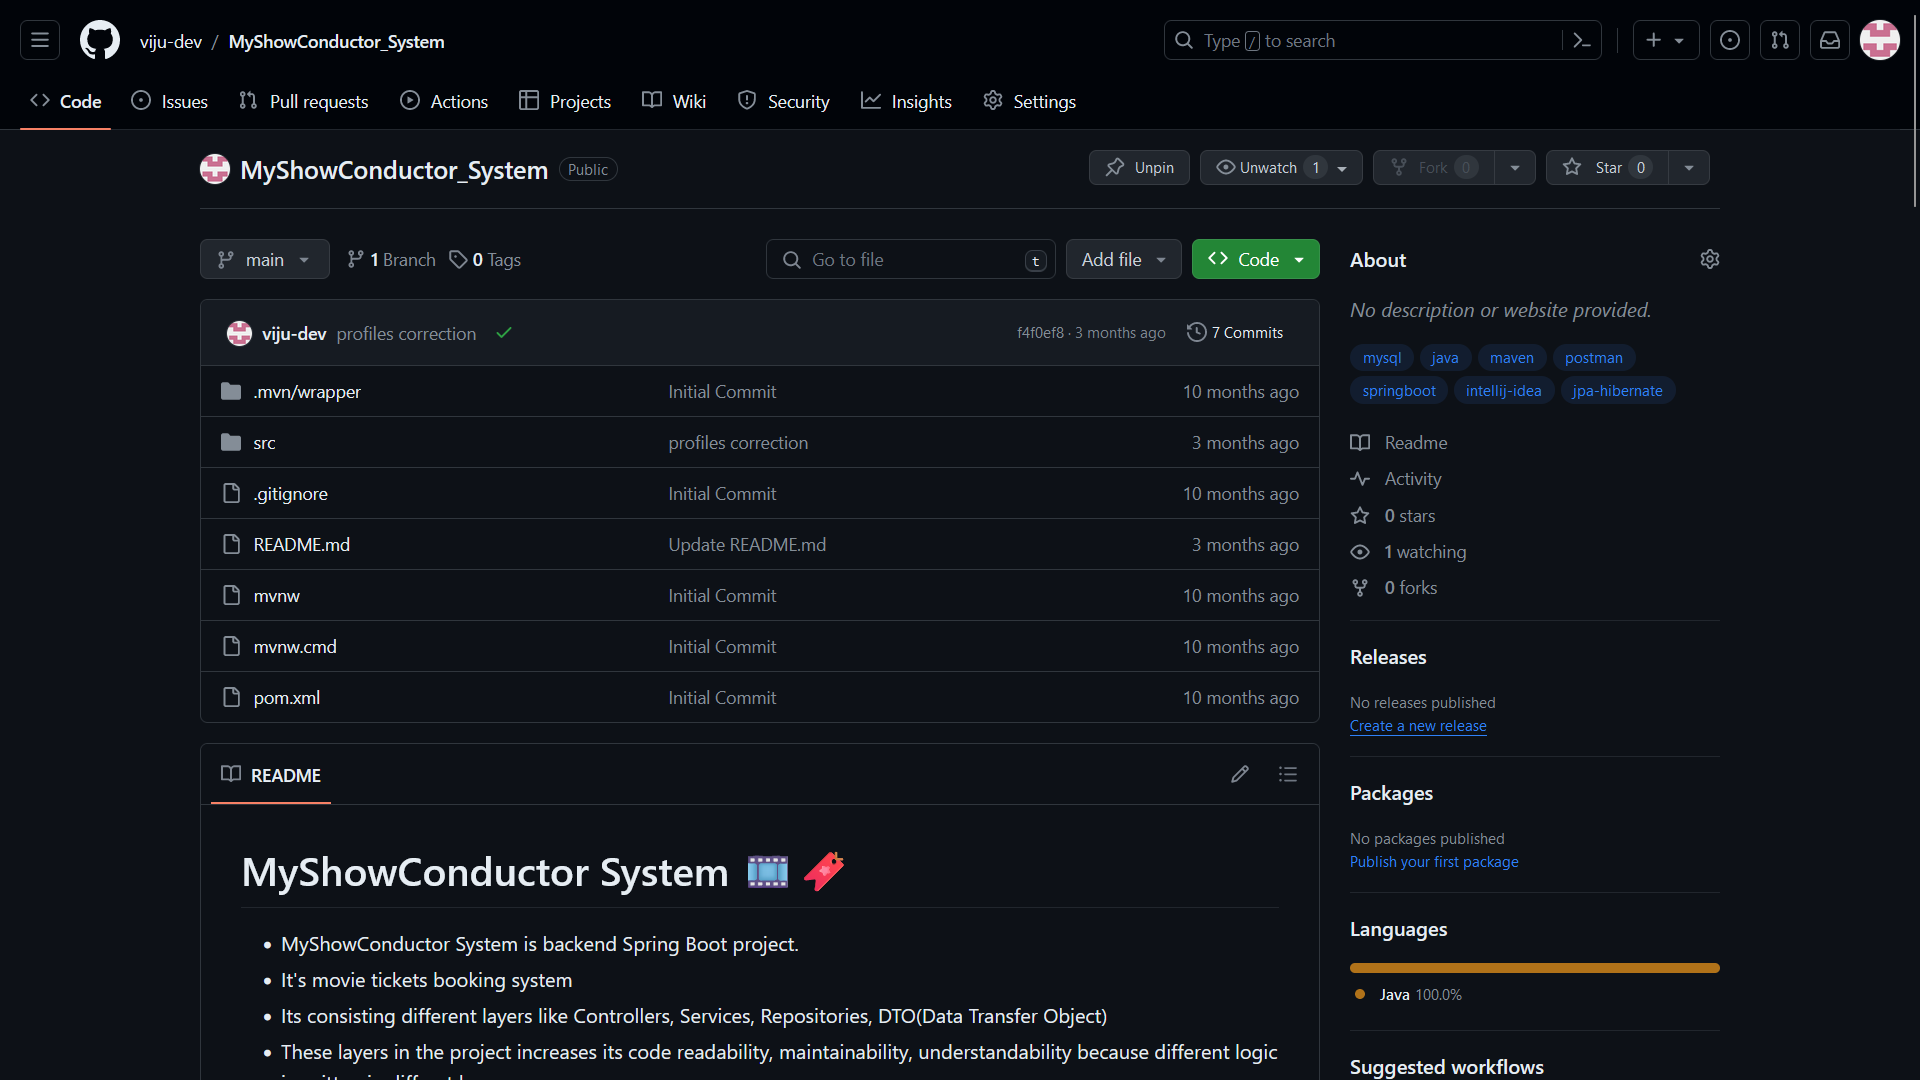 viju-dev / MyShowConductor_System
Type / to search
Code Issues Pull requests Actions Projects Wiki Security Insights Settings
MyShowConductor_System Public
Unpin Unwatch 1 Fork 0 Star 0
main 1 Branch 0 Tags Go to file t Add file Code
viju-dev profiles correction f4f0ef8 · 3 months ago 7 Commits
.mvn/wrapper Initial Commit 10 months ago
src profiles correction 3 months ago
.gitignore Initial Commit 10 months ago
README.md Update README.md 3 months ago
mvnw Initial Commit 10 months ago
mvnw.cmd Initial Commit 10 months ago
pom.xml Initial Commit 10 months ago
README
MyShowConductor System
• MyShowConductor System is backend Spring Boot project.
• It's movie tickets booking system
• Its consisting different layers like Controllers, Services, Repositories, DTO(Data Transfer Object)
• These layers in the project increases its code readability, maintainability, understandability because different logic
About
No description or website provided.
mysql java maven postman
springboot intellij-idea jpa-hibernate
Readme
Activity
0 stars
1 watching
0 forks
Releases
No releases published
Create a new release
Packages
No packages published
Publish your first package
Languages
Java 100.0%
Suggested workflows